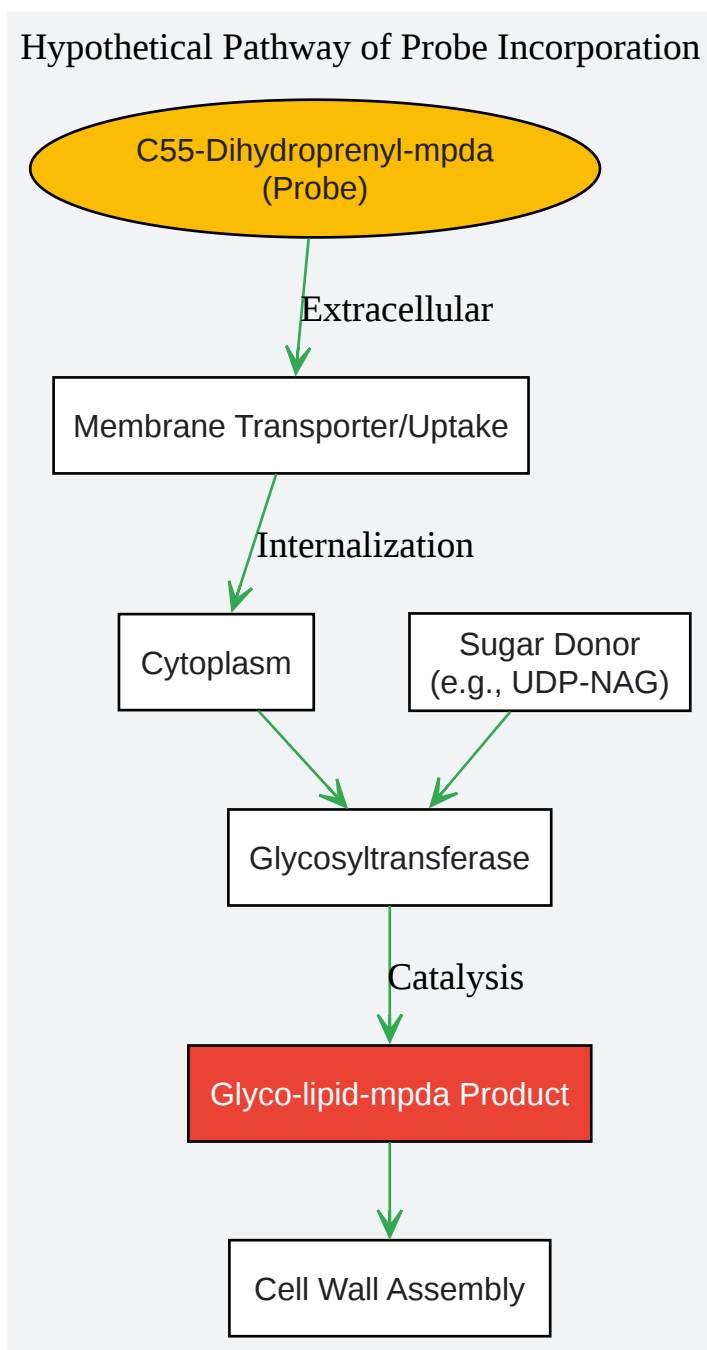 Hypothetical Pathway of Probe Incorporation
C55-Dihydroprenyl-mpda
(Probe)
Extracellular
Membrane Transporter/Uptake
Internalization
Cytoplasm
Sugar Donor
(e.g., UDP-NAG)
Glycosyltransferase
Catalysis
Glyco-lipid-mpda Product
Cell Wall Assembly